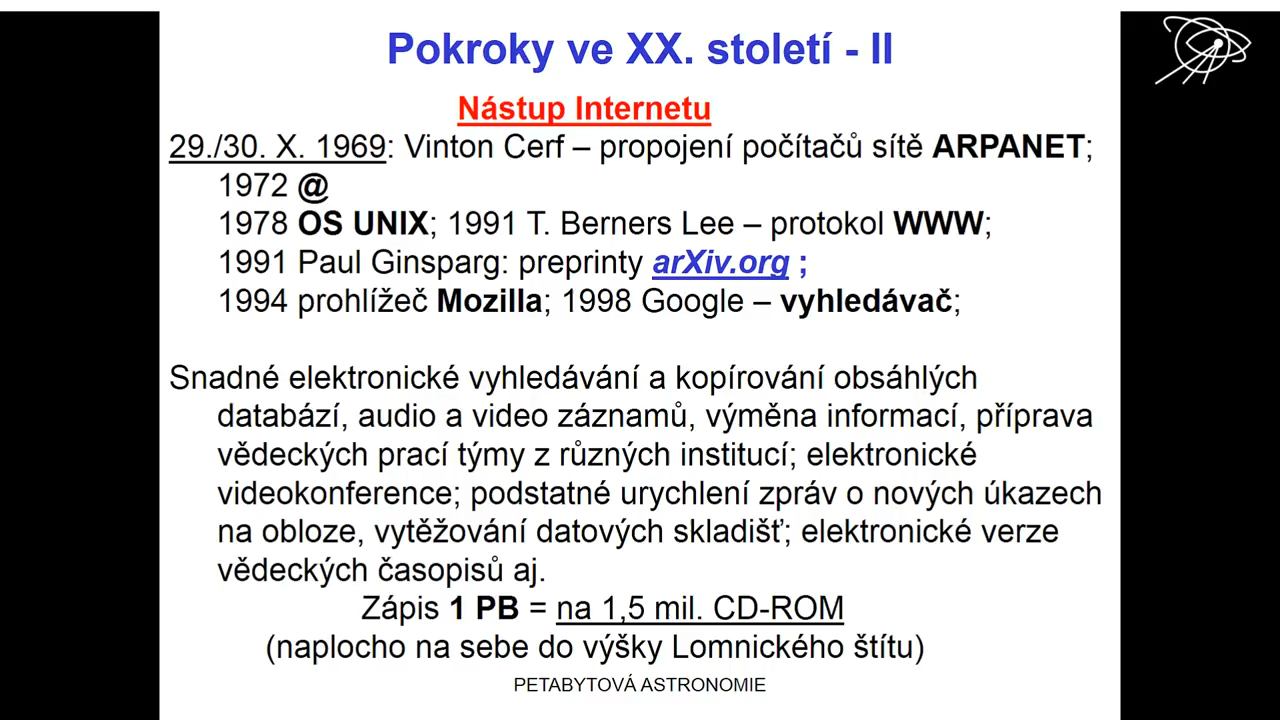 Pokroky ve XX. století - II
Nástup Internetu
29./30. X. 1969: Vinton Cerf – propojení počítačů sítě ARPANET;
1972 @
1978 OS UNIX; 1991 T. Berners Lee – protokol WWW;
1991 Paul Ginsparg: preprinty arXiv.org ;
1994 prohlížeč Mozilla; 1998 Google – vyhledávač;
Snadné elektronické vyhledávání a kopírování obsáhlých
databází, audio a video záznamů, výměna informací, příprava
vědeckých prací týmy z různých institucí; elektronické
videokonference; podstatné urychlení zpráv o nových úkazech
na obloze, vytěžování datových skladišť; elektronické verze
vědeckých časopisů aj.
Zápis 1 PB = na 1,5 mil. CD-ROM
(naplocho na sebe do výšky Lomnického štítu)
PETABYTOVÁ ASTRONOMIE